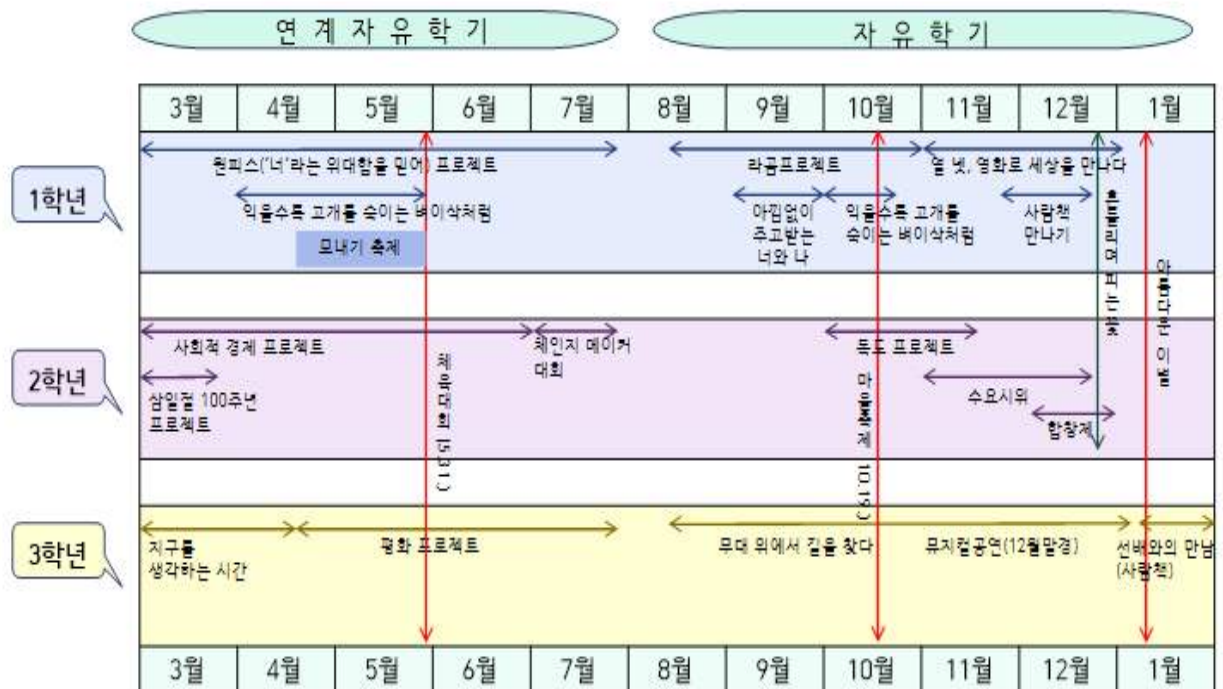 연 계 자 유 학 기
자 유 학 기
3월 4월 5월 6월 7월 8월 9월 10월 11월 12월 1월
1학년
원피스('너'라는 위대함을 믿어) 프로젝트
라곰프로젝트
열 넷, 영화로 세상을 만나다
익을수록 고개를 숙이는 벼이삭처럼
모내기 축제
아낌없이
주고받는
너와 나
익을수록 고개를
숙이는 벼이삭처럼
사람책
만나기
흔들리며 피는 꽃
아름다운 이별
2학년
사회적 경제 프로젝트
체인지 메이커
대회
독도 프로젝트
삼일절 100주년
프로젝트
수요시위
합창제
체육대회(5.31.)
마을축제(10.19.)
3학년
지구를
생각하는 시간
평화 프로젝트
무대 위에서 길을 찾다
뮤지컬공연(12월말경)
선배와의 만남
(사람책)
3월 4월 5월 6월 7월 8월 9월 10월 11월 12월 1월